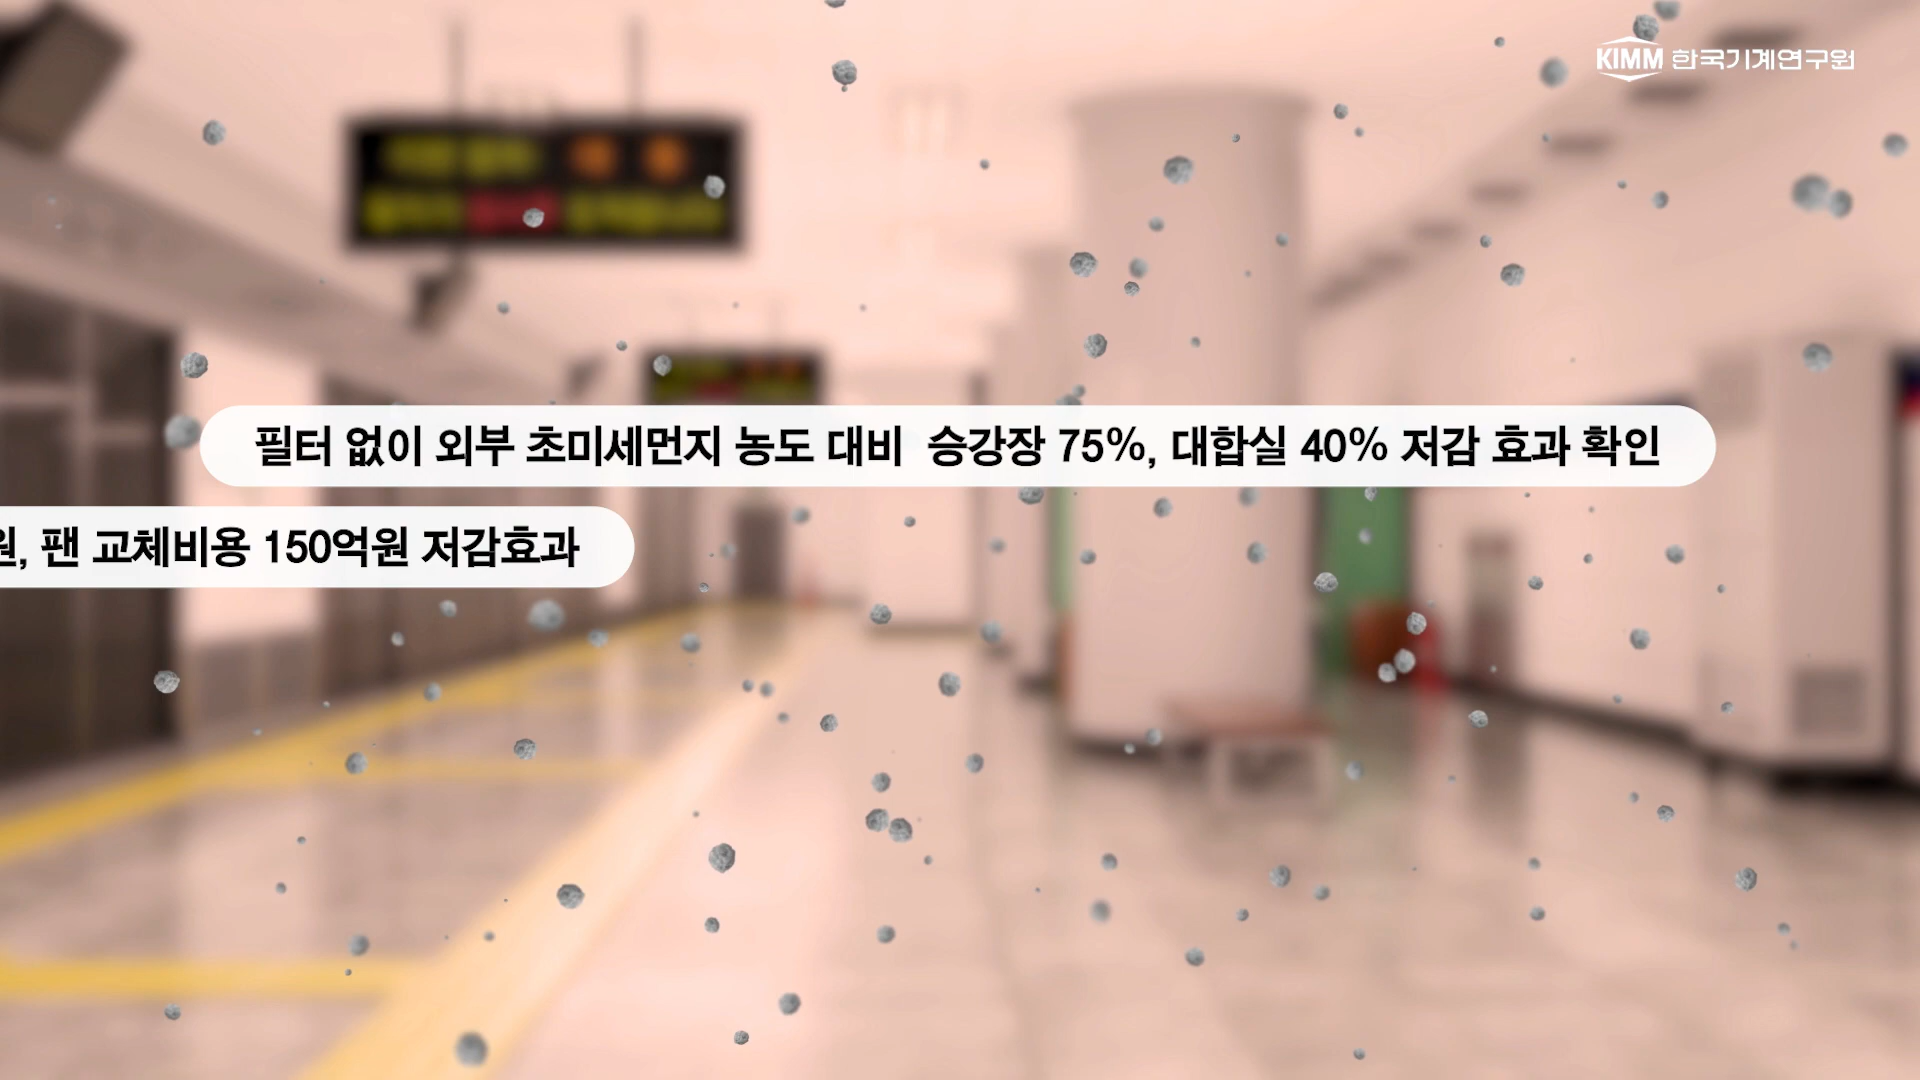 KIMM 한국기계연구원
필터 없이 외부 초미세먼지 농도 대비 승강장 75%, 대합실 40% 저감 효과 확인
원, 팬 교체비용 150억원 저감효과